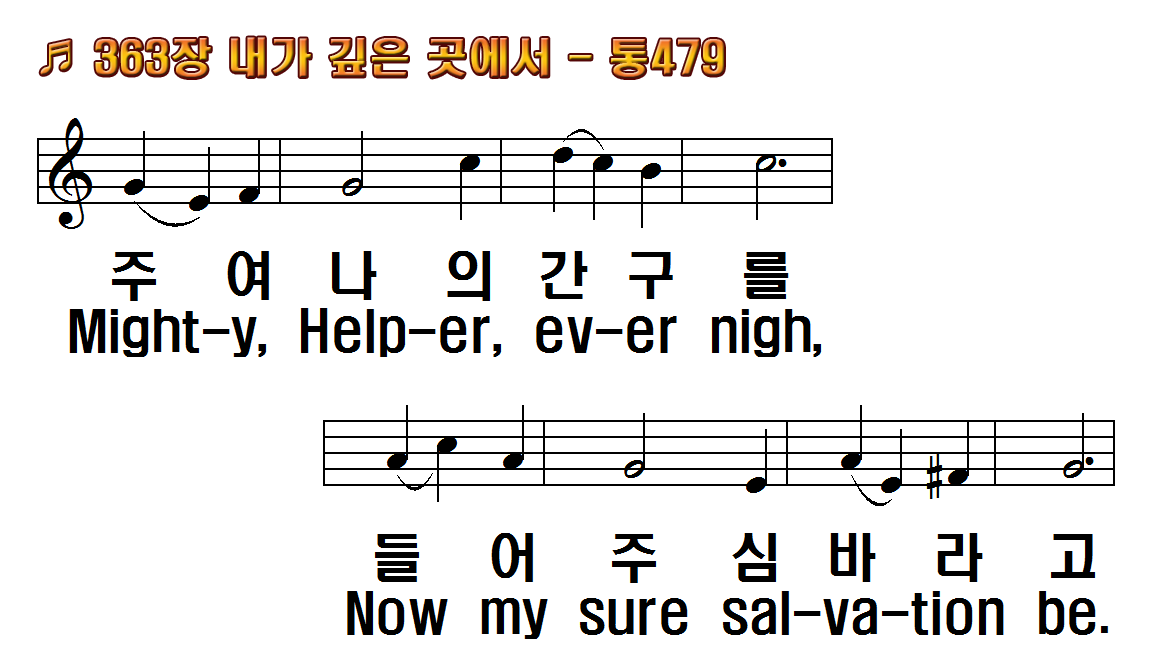 ♬ 363장 내가 깊은 곳에서 - 통479
주 여 나 의 간 구 를
Might-y, Help-er, ev-er nigh,
들 어 주 심 바 라 고
Now my sure sal-va-tion be.